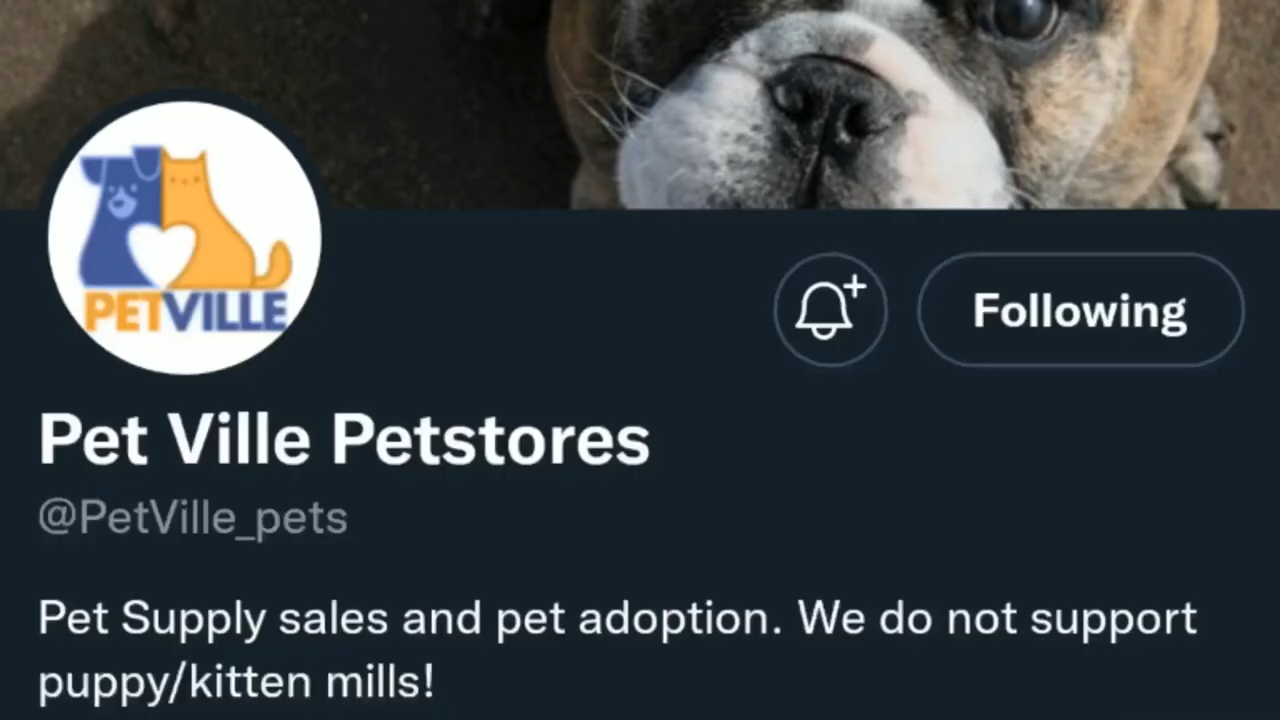 PETVILLE
Following
Pet Ville Petstores
@PetVille_pets
Pet Supply sales and pet adoption. We do not support
puppy/kitten mills!